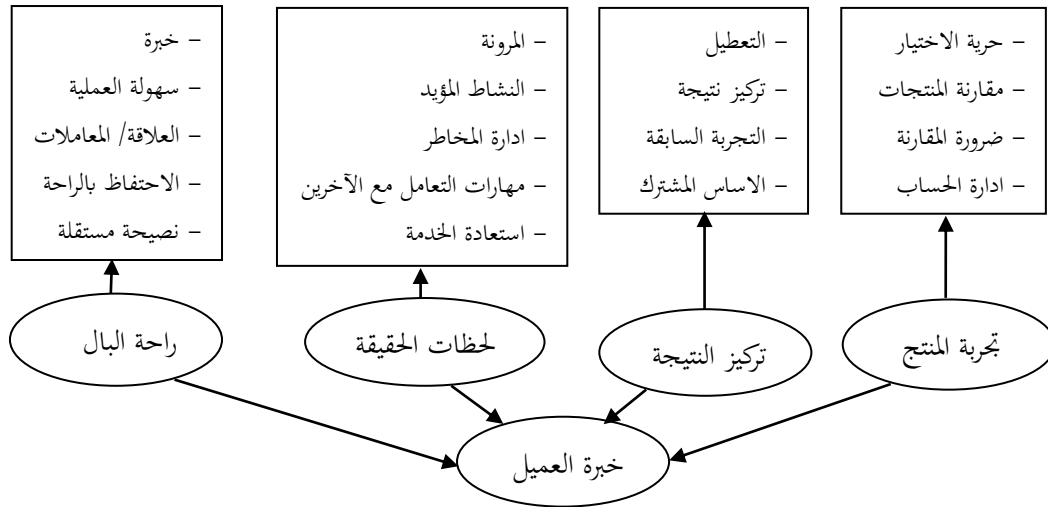 – حرية الاختيار
– مقارنة المنتجات
– ضرورة المقارنة
– ادارة الحساب
– التعطيل
– تركيز نتيجة
– التجربة السابقة
– الاساس المشترك
– المرونة
– النشاط المؤيد
– ادارة المخاطر
– مهارات التعامل مع الآخرين
– استعادة الخدمة
– خبرة
– سهولة العملية
– العلاقة/ المعاملات
– الاحتفاظ بالراحة
– نصيحة مستقلة
تجربة المنتج
تركيز النتيجة
لحظات الحقيقة
راحة البال
خبرة العميل